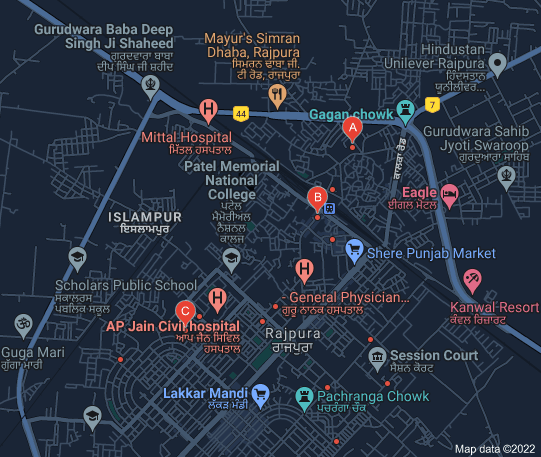 Gurudwara Baba Deep
Singh Ji Shaheed
ਗੁਰਦਵਾਰਾ ਬਾਬਾ
ਦੀਪ ਸਿੰਘ ਜੀ ਸ਼ਹੀਦ
Mayur's Simran
Dhaba, Rajpura
ਸਿਮਰਨ ਢਾਬਾ ਜੀ.
ਟੀ ਰੋਡ, ਰਾਜਪੁਰਾ
Hindustan
Unilever Rajpura
ਹਿੰਦੁਸਤਾਨ
ਯੂਨੀਲੀਵਰ...
44
7
Gagan chowk
A
Mittal Hospital
ਮਿੱਤਲ ਹਸਪਤਾਲ
Gurudwara Sahib
Jyoti Swaroop
ਗੁਰਦੁਆਰਾ ਸਾਹਿਬ
ਕਾਲਕਾ ਰੋਡ
Patel Memorial
National
College
ਪਟੇਲ
ਮੈਮੋਰੀਅਲ
ਨੈਸ਼ਨਲ
ਕਾਲਜ
Eagle
ਈਗਲ ਮੋਟਲ
B
ISLAMPUR
ਇਸਲਾਮਪੁਰ
Shere Punjab Market
Scholars Public School
ਸਕਾਲਰਸ
ਪਬਲਿਕ ਸਕੂਲ
General Physician...
ਗੁਰੂ ਨਾਨਕ ਹਸਪਤਾਲ
Kanwal Resort
ਕੰਵਲ ਰਿਜ਼ਾਰਟ
C
AP Jain Civil hospital
ਆਪ ਜੈਨ ਸਿਵਿਲ
ਹਸਪਤਾਲ
Rajpura
ਰਾਜਪੁਰਾ
Guga Mari
ਗੁੱਗਾ ਮਾੜੀ
Session Court
ਸੈਸ਼ਨ ਕੋਰਟ
Lakkar Mandi
ਲੱਕੜ ਮੰਡੀ
Pachranga Chowk
ਪਚਰੰਗਾ ਚੌਂਕ
Map data ©2022